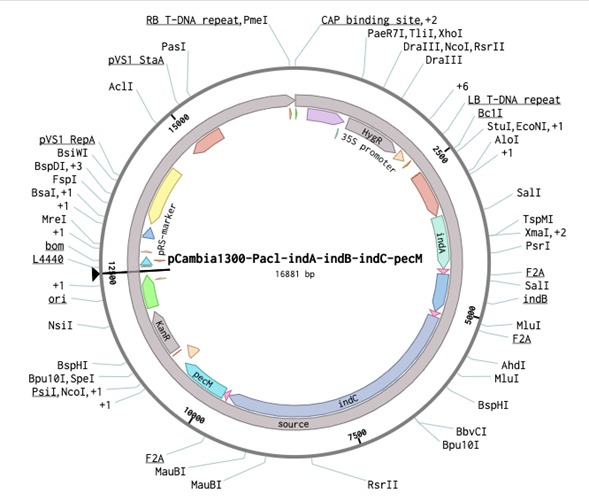 RB T-DNA repeat, PmeI
CAP binding site, +2
PaeR7I, TliI, XhoI
DraIII, NcoI, RsrII
DraIII
+6
LB T-DNA repeat
BclI
StuI, EcoNI, +1
AloI
+1
SalI
TspMI
XmaI, +2
PsrI
F2A
SalI
indB
MluI
F2A
AhdI
MluI
BspHI
BbvCI
Bpu10I
RsrII
MauBI
MauBI
F2A
+1
PsiI, NcoI, +1
Bpu10I, SpeI
BspHI
NsiI
ori
+1
L4440
bom
+1
MreI
+1
BsaI, +1
FspI
BspDI, +3
BsiWI
pVS1 RepA
AclI
pVS1 StaA
PasI
2500
5000
7500
10000
12500
15000
HygR
35S promoter
indA
indC
source
pecM
KanR
pRS-marker
pCambia1300-PacI-indA-indB-indC-pecM
16881 bp